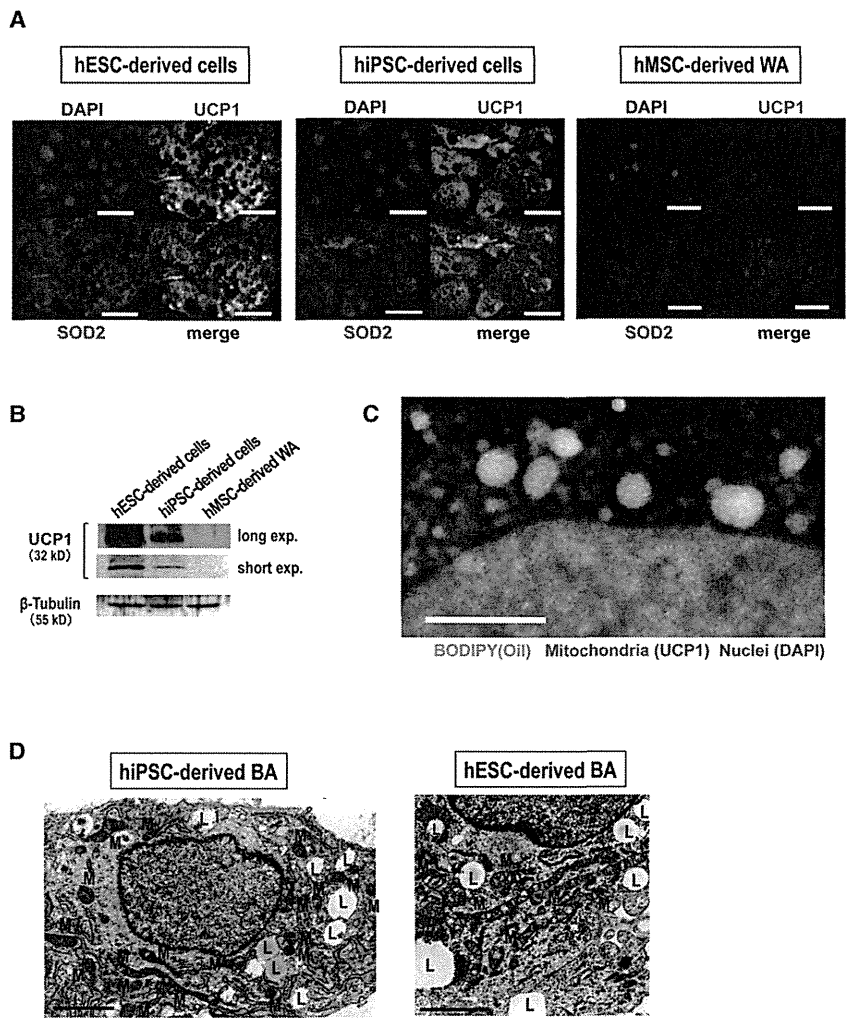 A
hESC-derived cells
hiPSC-derived cells
hMSC-derived WA
DAPI UCP1
DAPI UCP1
DAPI UCP1
SOD2 merge
SOD2 merge
SOD2 merge
B
hESC-derived cells
hiPSC-derived cells
hMSC-derived WA
UCP1
(32 kD)
long exp.
short exp.
β-Tubulin
(55 kD)
C
BODIPY(Oil) Mitochondria (UCP1) Nuclei (DAPI)
D
hiPSC-derived BA
hESC-derived BA
L
L
L
L
L
L
L
L
M
M
M
M
M
M
L
L
L
L
L
L
L
M
M